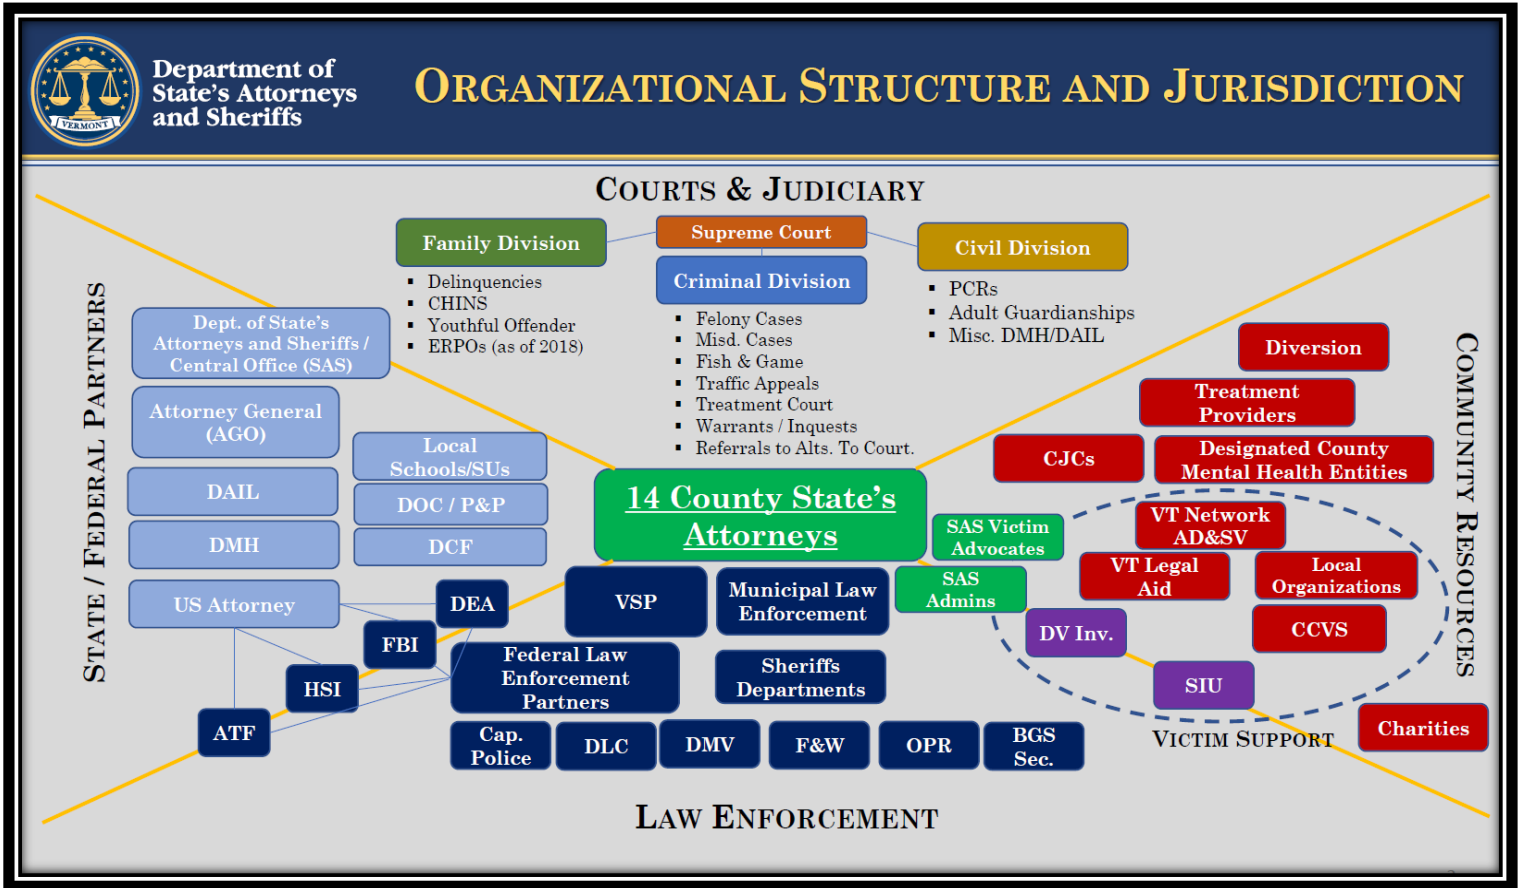 Department of
State's Attorneys
and Sheriffs
VERMONT
ORGANIZATIONAL STRUCTURE AND JURISDICTION
COURTS & JUDICIARY
Family Division
▪ Delinquencies
▪ CHINS
▪ Youthful Offender
▪ ERPOs (as of 2018)
Supreme Court
Criminal Division
▪ Felony Cases
▪ Misd. Cases
▪ Fish & Game
▪ Traffic Appeals
▪ Treatment Court
▪ Warrants / Inquests
▪ Referrals to Alts. To Court.
Civil Division
▪ PCRs
▪ Adult Guardianships
▪ Misc. DMH/DAIL
STATE / FEDERAL PARTNERS
Dept. of State's
Attorneys and Sheriffs /
Central Office (SAS)
Attorney General
(AGO)
Local
Schools/SUs
DAIL
DOC / P&P
DMH
DCF
US Attorney
14 County State's
Attorneys
COMMUNITY RESOURCES
Diversion
Treatment
Providers
CJCs
Designated County
Mental Health Entities
SAS Victim
Advocates
VT Network
AD&SV
VT Legal
Aid
Local
Organizations
SAS
Admins
CCVS
DV Inv.
SIU
VICTIM SUPPORT
Charities
DEA
FBI
HSI
ATF
VSP
Municipal Law
Enforcement
Federal Law
Enforcement
Partners
Sheriffs
Departments
Cap.
Police
DLC
DMV
F&W
OPR
BGS
Sec.
LAW ENFORCEMENT